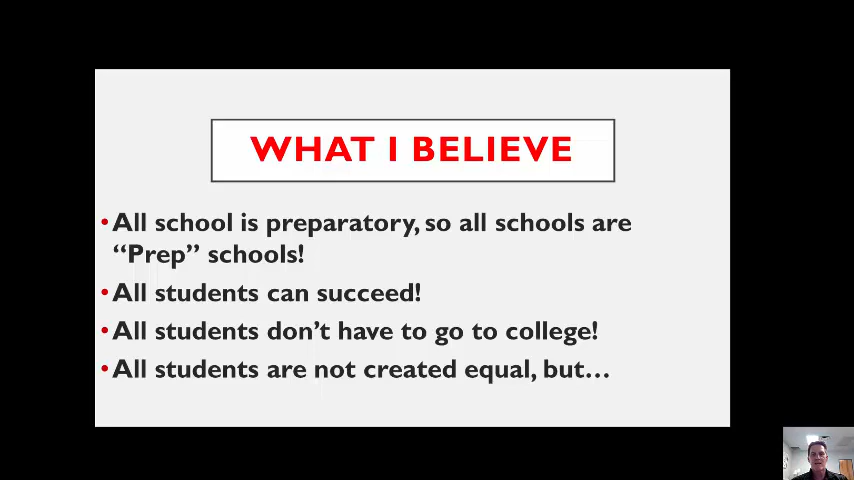 WHAT I BELIEVE
•All school is preparatory, so all schools are
“Prep” schools!
•All students can succeed!
•All students don’t have to go to college!
•All students are not created equal, but…